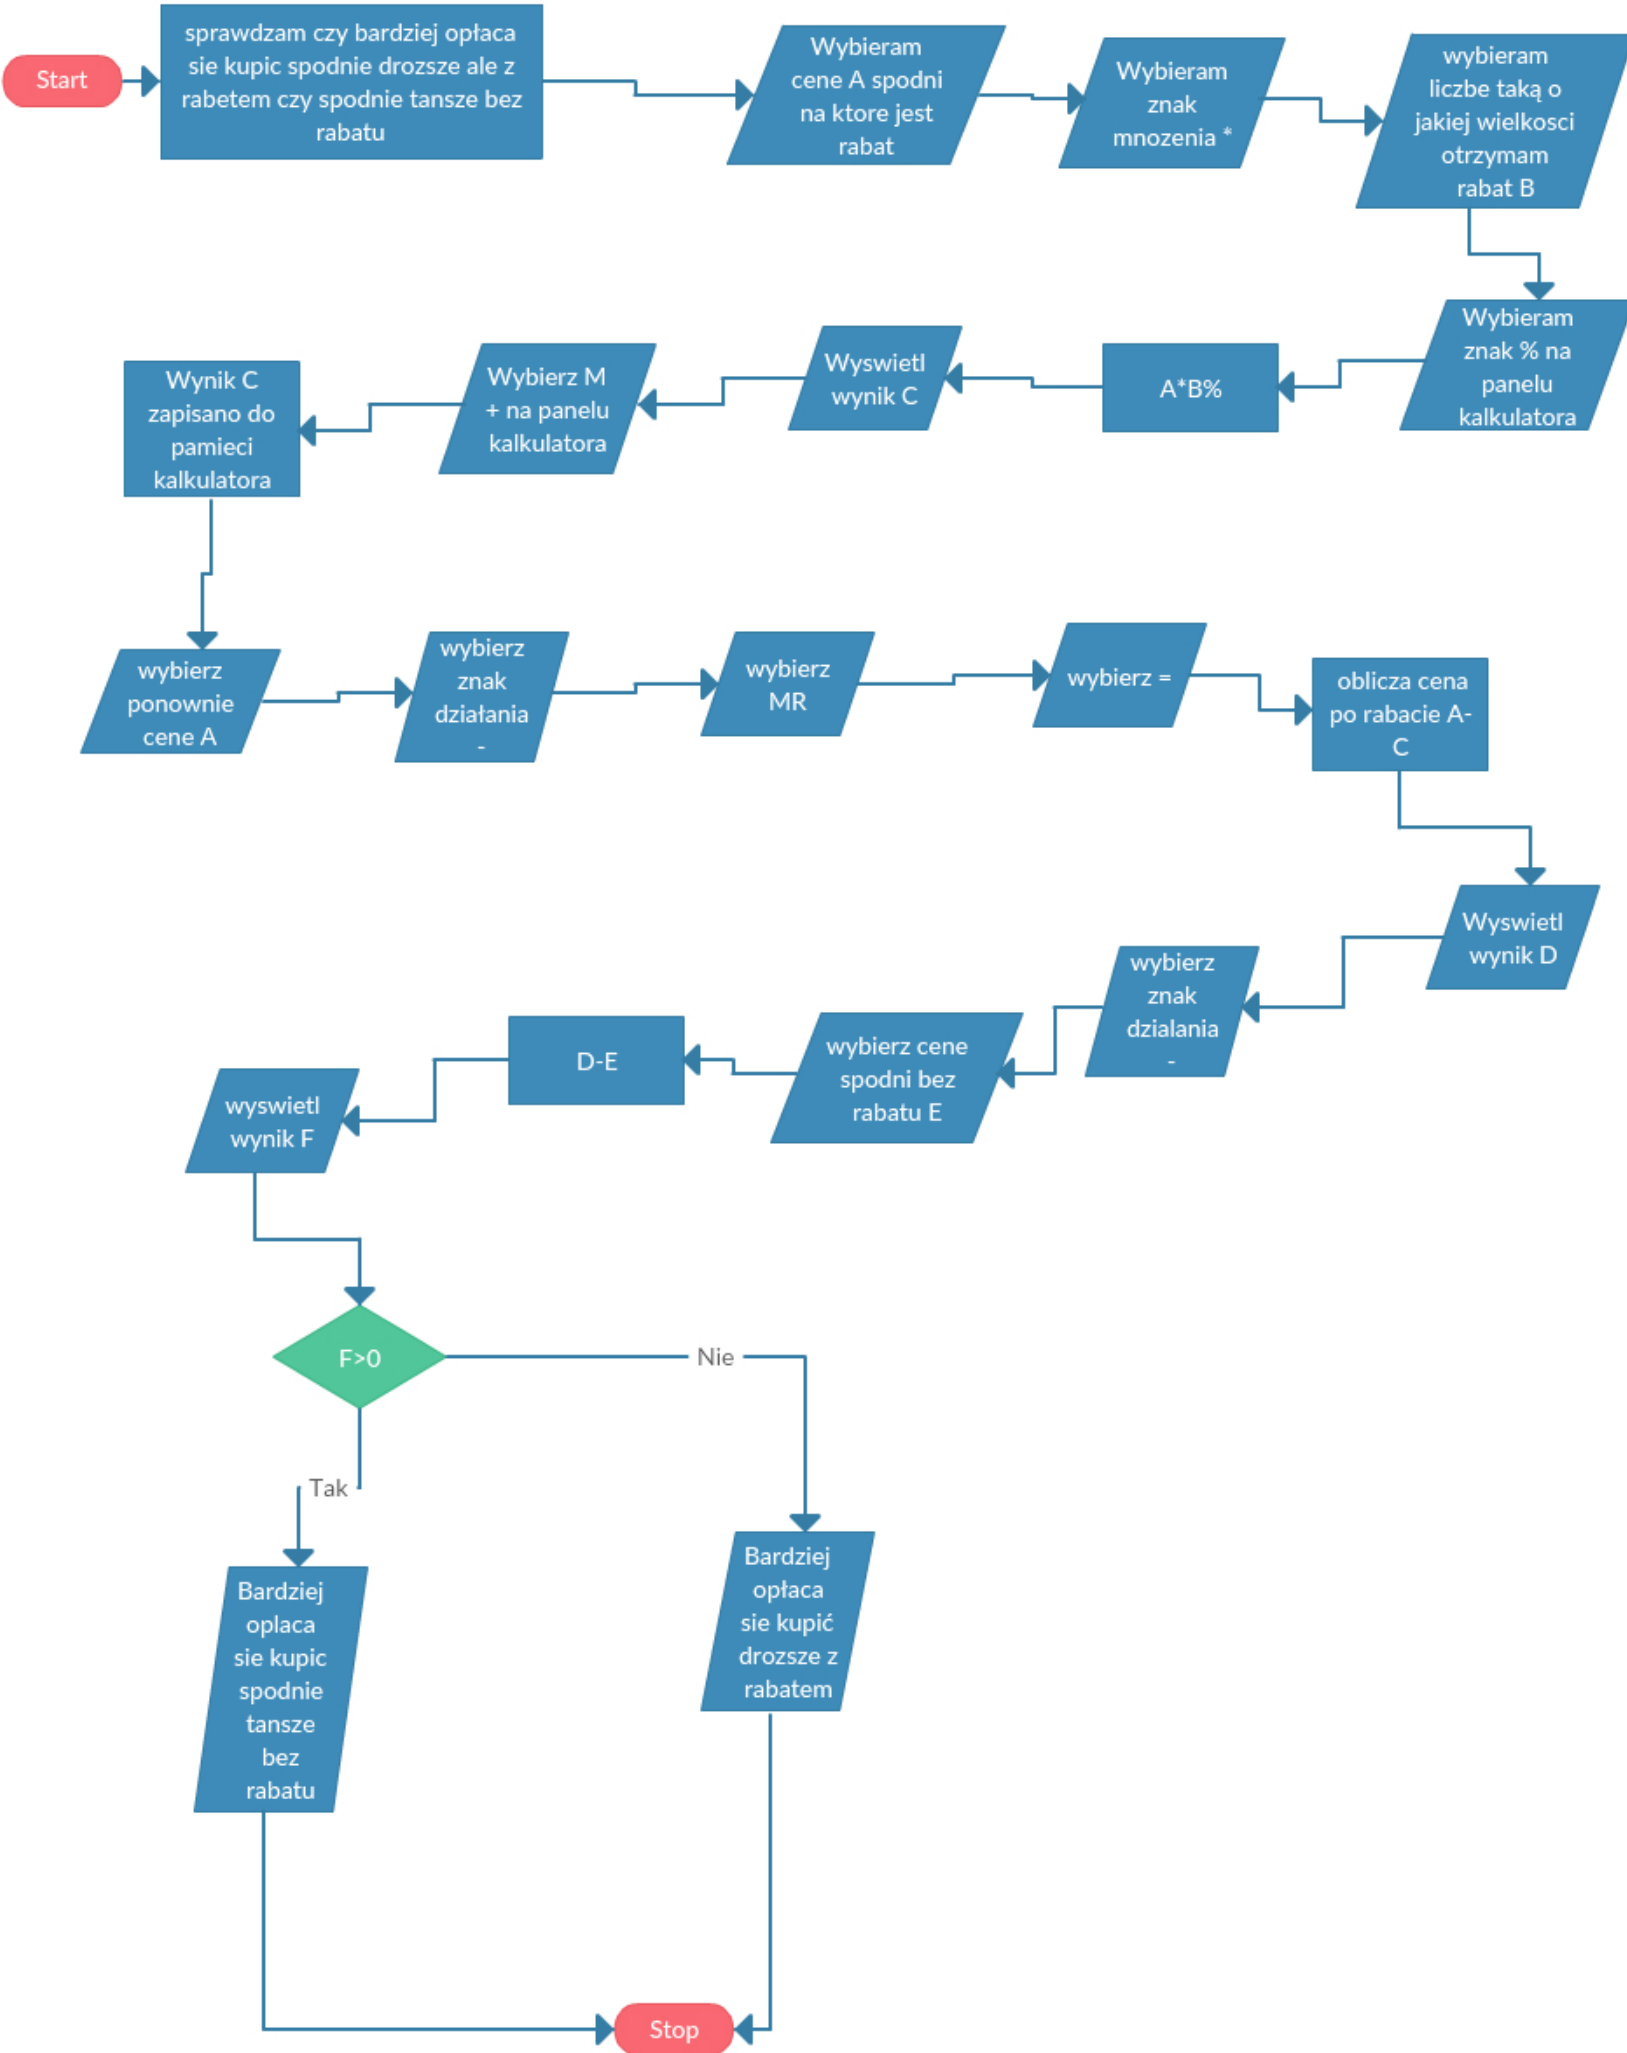 Start
sprawdzam czy bardziej opłaca
sie kupic spodnie drozsze ale z
rabetem czy spodnie tansze bez
rabatu
Wybieram
cene A spodni
na ktore jest
rabat
Wybieram
znak
mnozenia *
wybieram
liczbe taką o
jakiej wielkosci
otrzymam
rabat B
Wybieram
znak % na
panelu
kalkulatora
A*B%
Wyswietl
wynik C
Wybierz M
+ na panelu
kalkulatora
Wynik C
zapisano do
pamieci
kalkulatora
wybierz
ponownie
cene A
wybierz
znak
działania
-
wybierz
MR
wybierz =
oblicza cena
po rabacie A-
C
Wyswietl
wynik D
wybierz
znak
dzialania
-
wybierz cene
spodni bez
rabatu E
D-E
wyswietl
wynik F
F>0
Nie
Tak
Bardziej
oplaca
sie kupic
spodnie
tansze
bez
rabatu
Bardziej
opłaca
sie kupić
drozsze z
rabatem
Stop